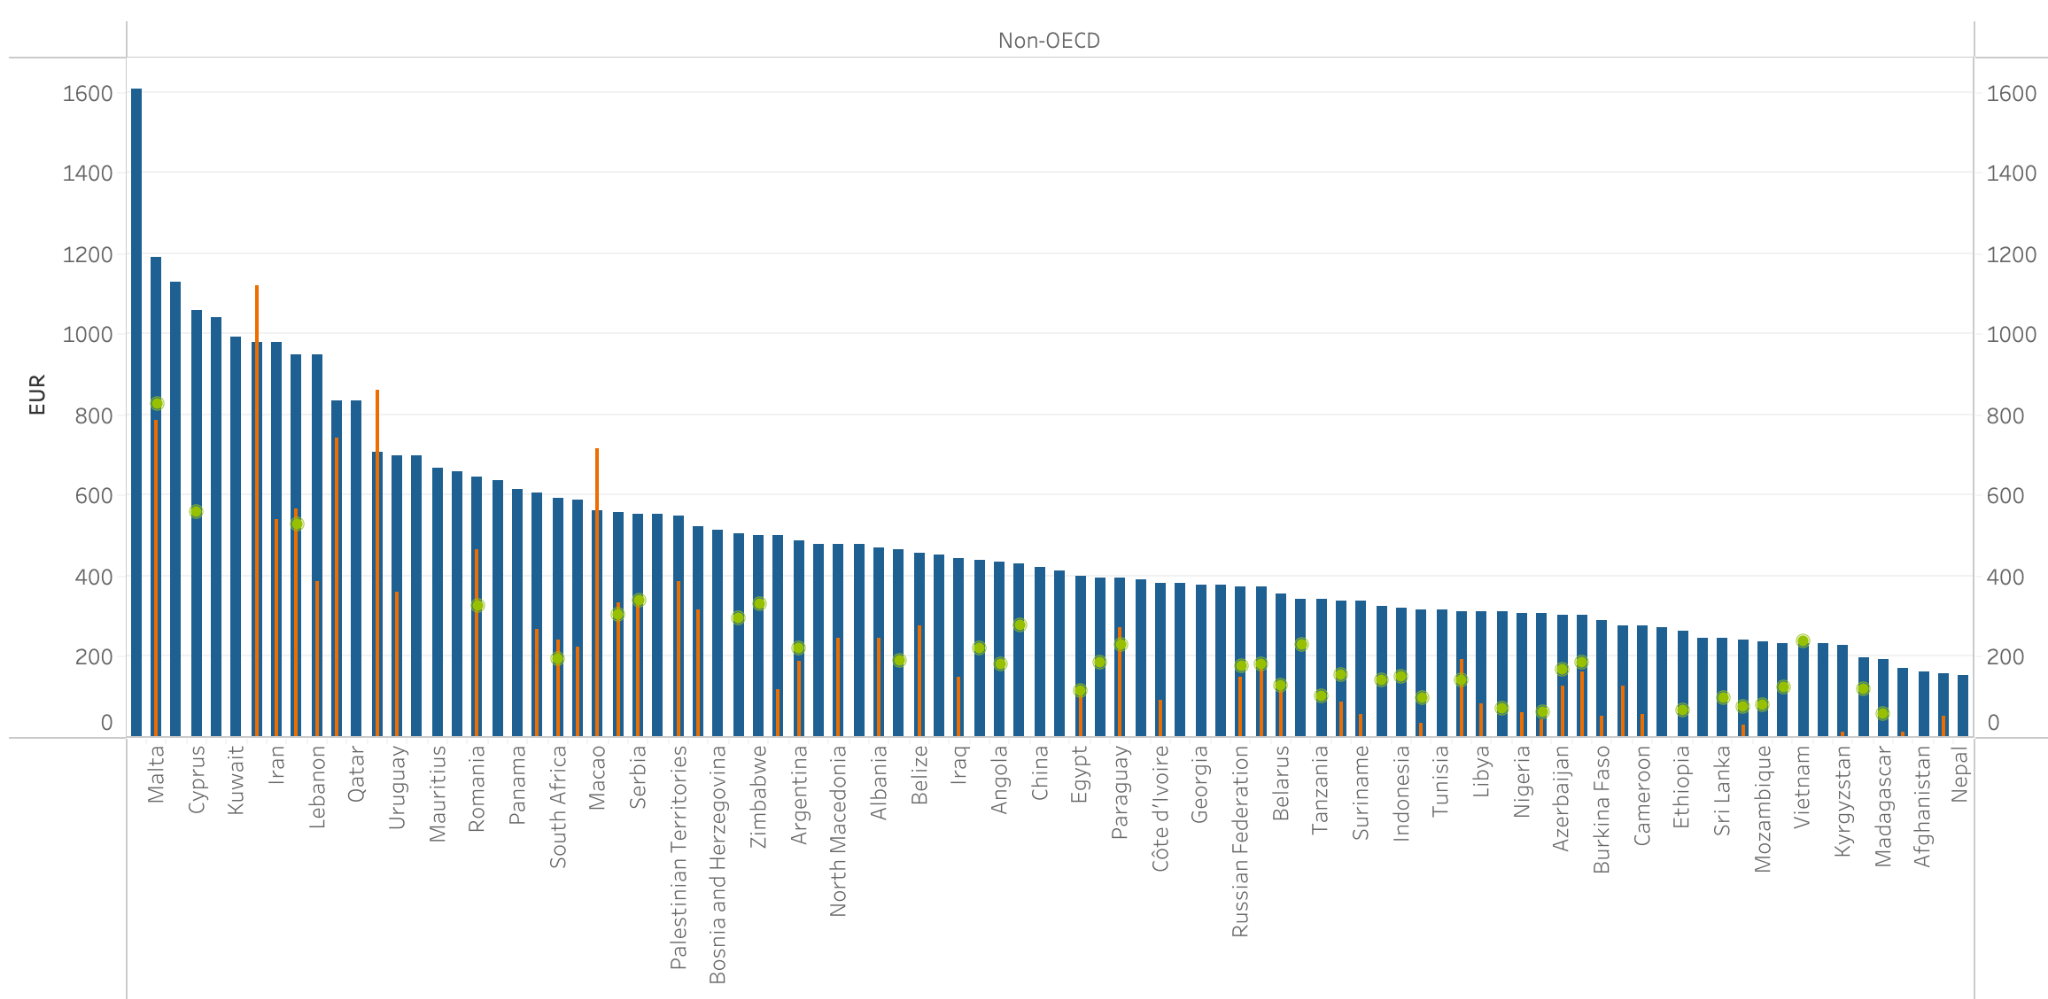 Non-OECD
1600
1400
1200
1000
800
600
400
200
0
EUR
1600
1400
1200
1000
800
600
400
200
0
Malta
Cyprus
Kuwait
Iran
Lebanon
Qatar
Uruguay
Mauritius
Romania
Panama
South Africa
Macao
Serbia
Palestinian Territories
Bosnia and Herzegovina
Zimbabwe
Argentina
North Macedonia
Albania
Belize
Iraq
Angola
China
Egypt
Paraguay
Côte d'Ivoire
Georgia
Russian Federation
Belarus
Tanzania
Suriname
Indonesia
Tunisia
Libya
Nigeria
Azerbaijan
Burkina Faso
Cameroon
Ethiopia
Sri Lanka
Mozambique
Vietnam
Kyrgyzstan
Madagascar
Afghanistan
Nepal